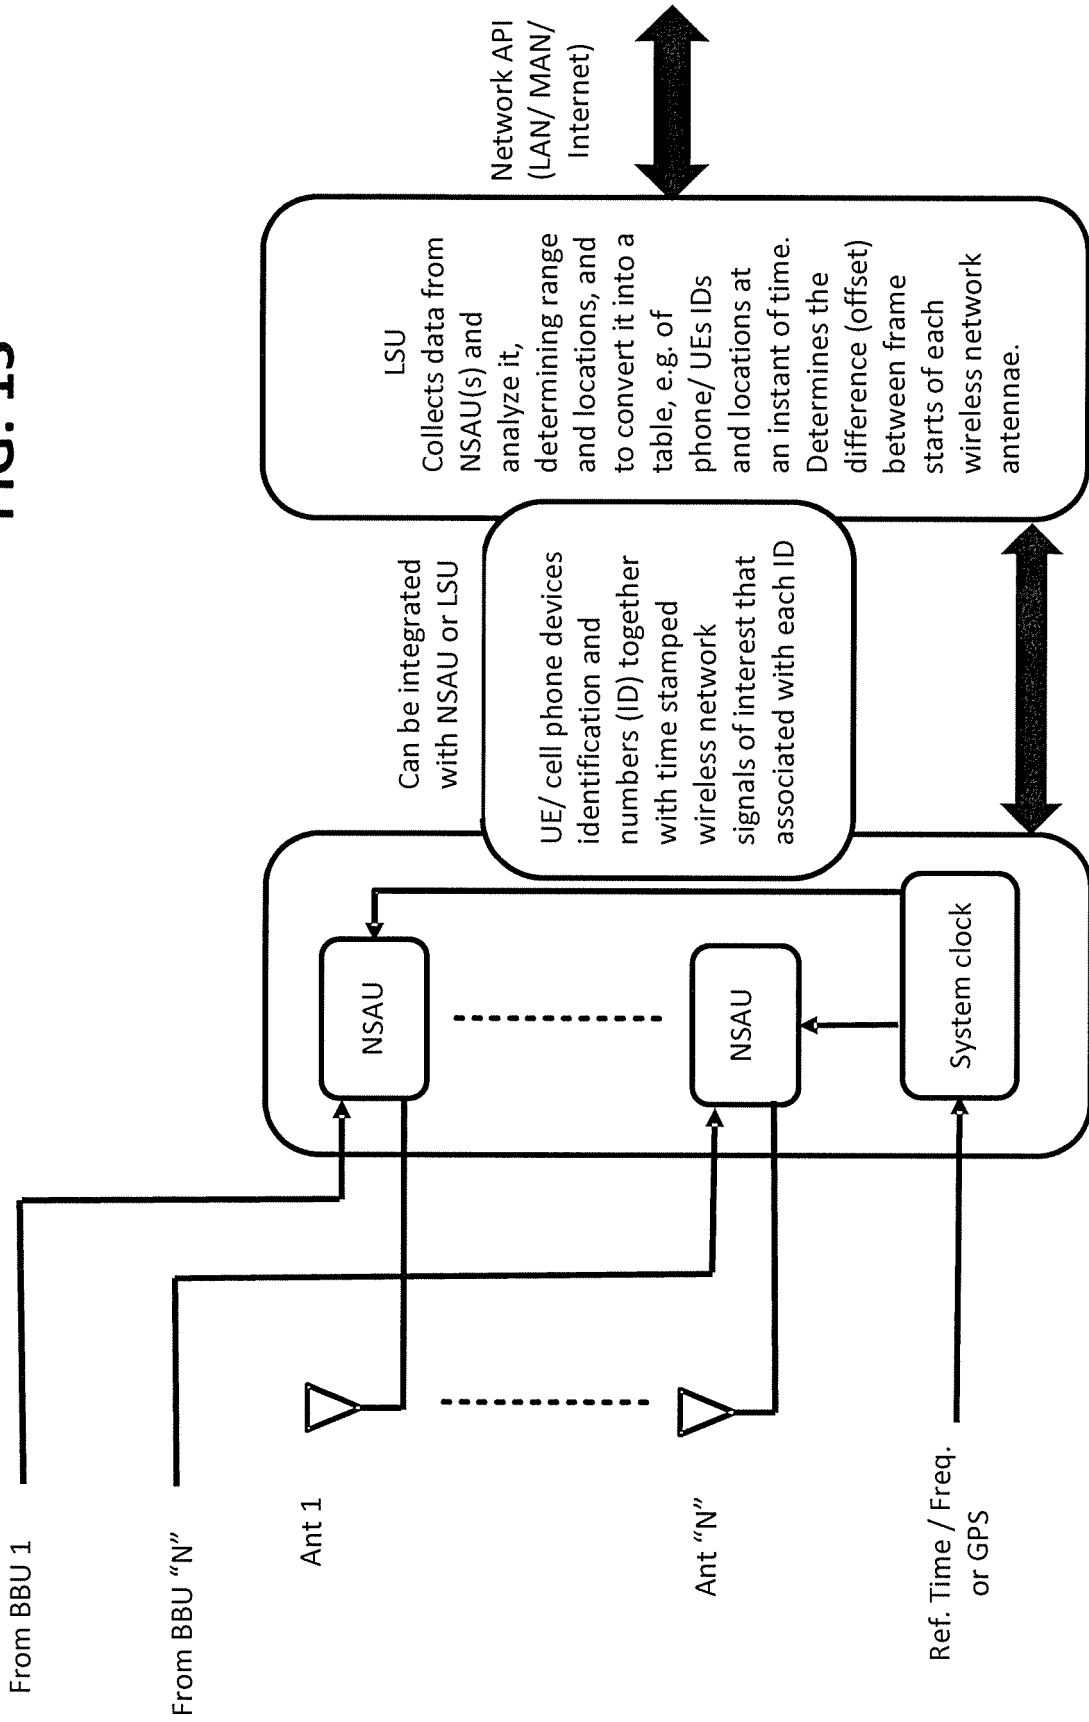 FIG. 15
From BBU 1
From BBU "N"
Ant 1
Ant "N"
Ref. Time / Freq.
or GPS
NSAU
NSAU
System clock
Can be integrated
with NSAU or LSU
UE/ cell phone devices
identification and
numbers (ID) together
with time stamped
wireless network
signals of interest that
associated with each ID
LSU
Collects data from
NSAU(s) and
analyze it,
determining range
and locations, and
to convert it into a
table, e.g. of
phone/ UEs IDs
and locations at
an instant of time.
Determines the
difference (offset)
between frame
starts of each
wireless network
antennae.
Network API
(LAN/ MAN/
Internet)